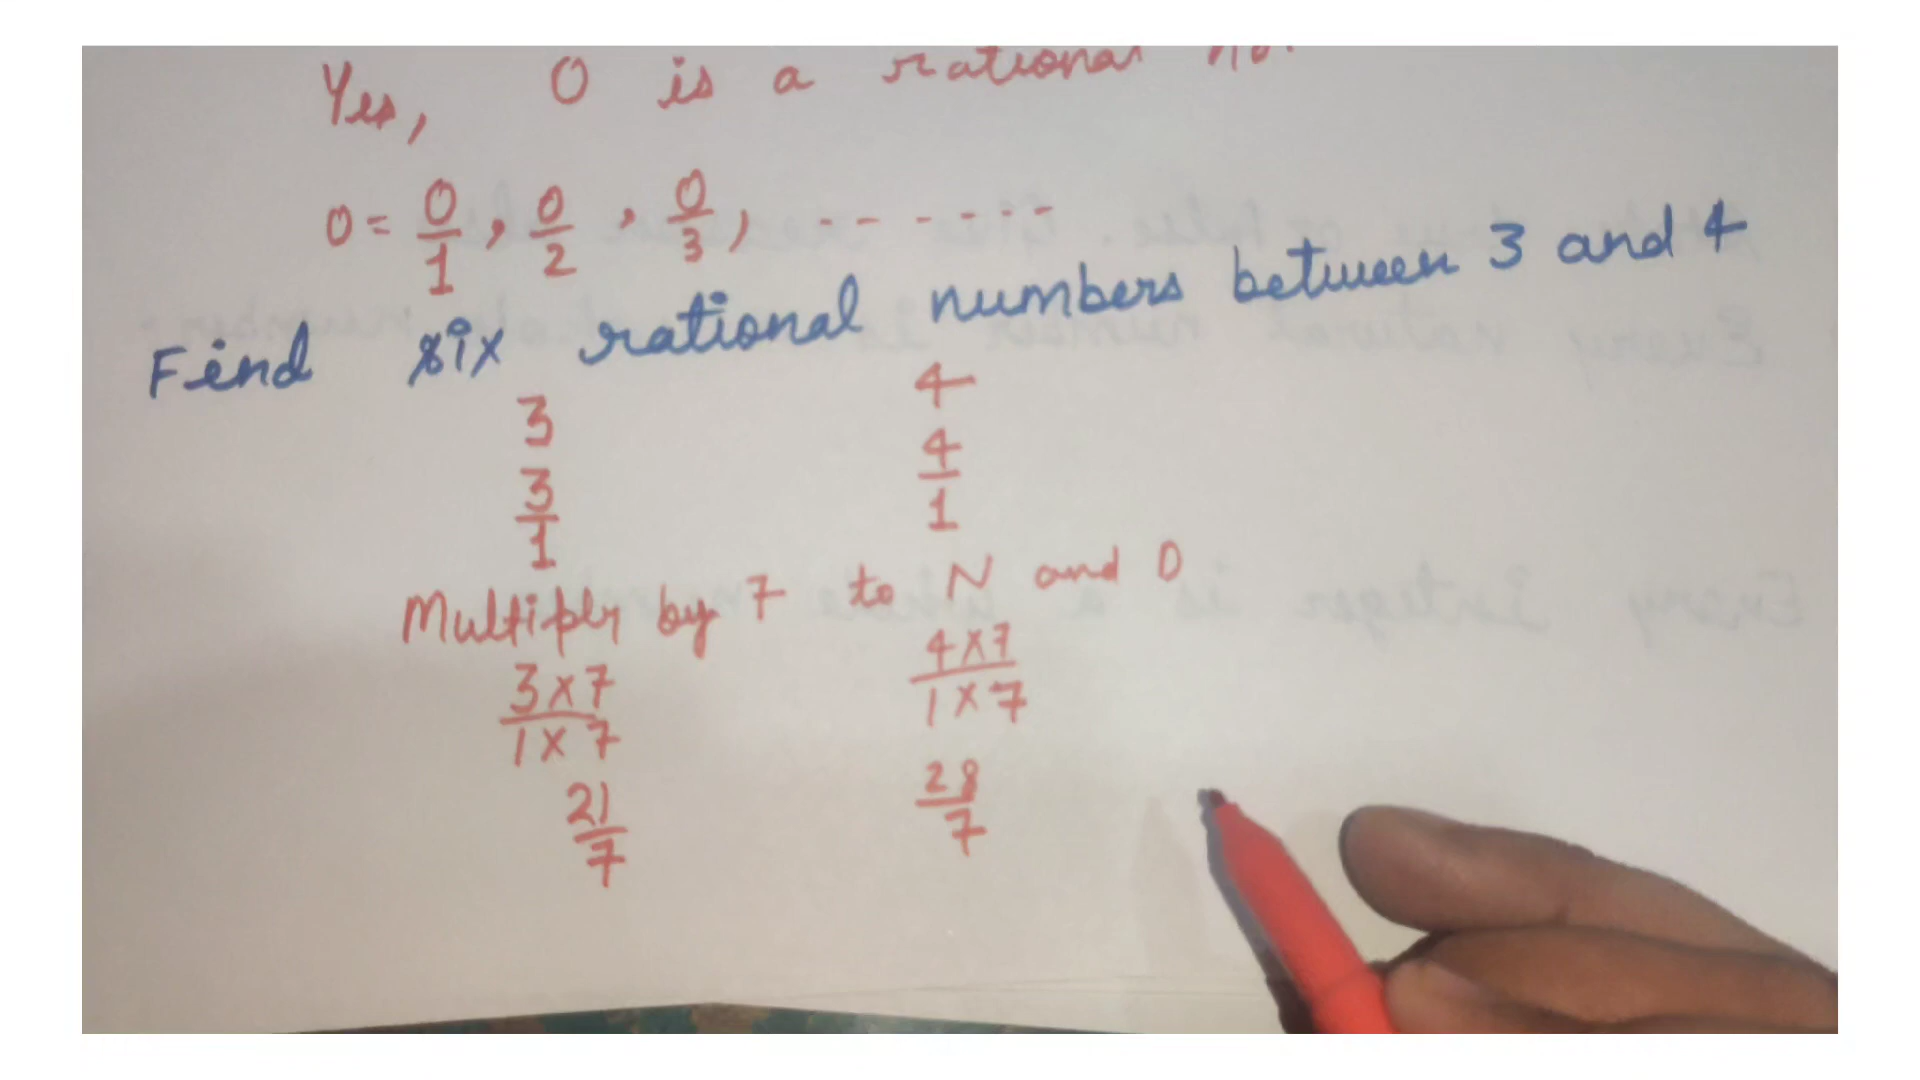 Yes, 0 is a rational no.
0 = 0/1, 0/2, 0/3, -------
Find six rational numbers between 3 and 4
3 4
3/1 4/1
Multiply by 7 to N and D
3×7/1×7 4×7/1×7
21/7 28/7